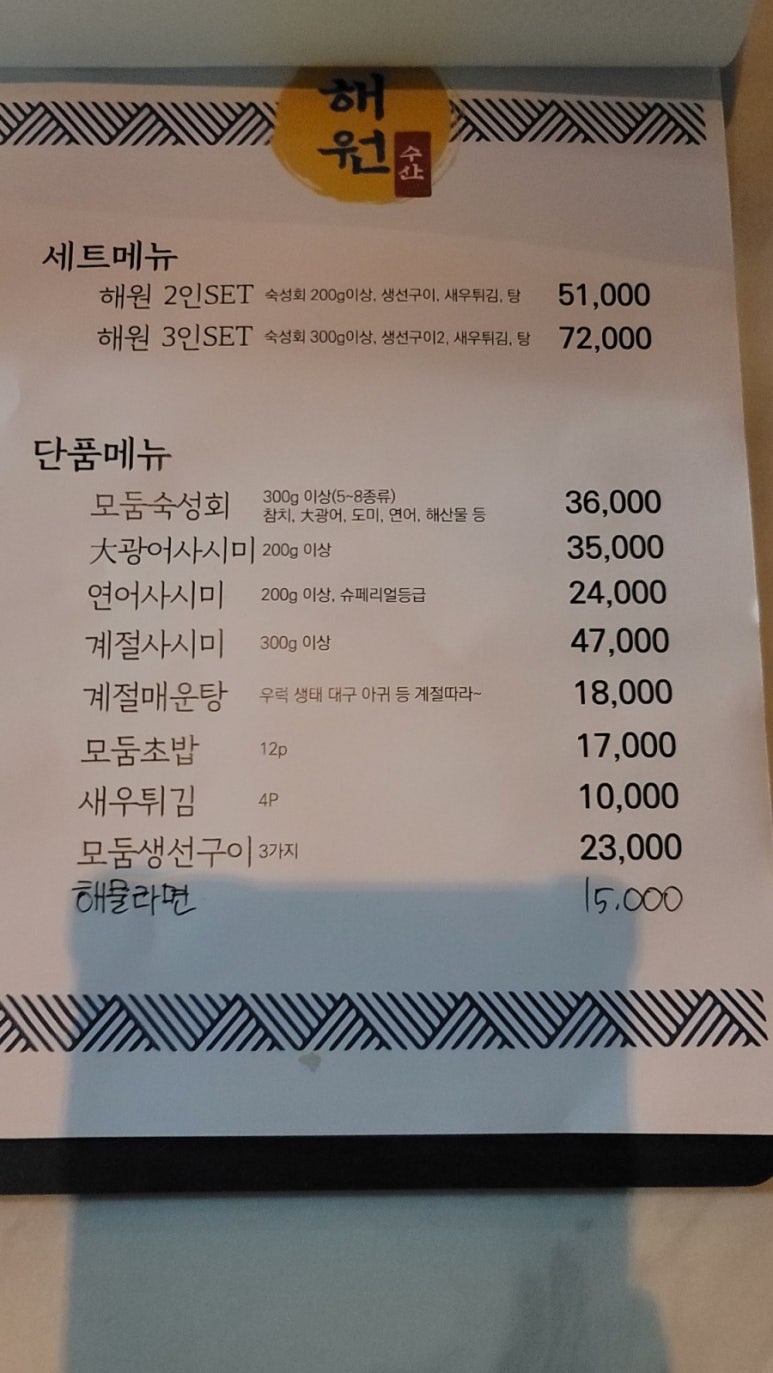 해
원
수
산
세트메뉴
해원 2인SET 숙성회 200g이상, 생선구이, 새우튀김, 탕 51,000
해원 3인SET 숙성회 300g이상, 생선구이2, 새우튀김, 탕 72,000
단품메뉴
모둠숙성회 300g 이상(5~8종류) 36,000
참치, 大광어, 도미, 연어, 해산물 등
大광어사시미 200g 이상 35,000
연어사시미 200g 이상, 슈페리얼등급 24,000
계절사시미 300g 이상 47,000
계절매운탕 우럭 생태 대구 아귀 등 계절따라~ 18,000
모둠초밥 12p 17,000
새우튀김 4P 10,000
모둠생선구이 3가지 23,000
해물라면 15.000